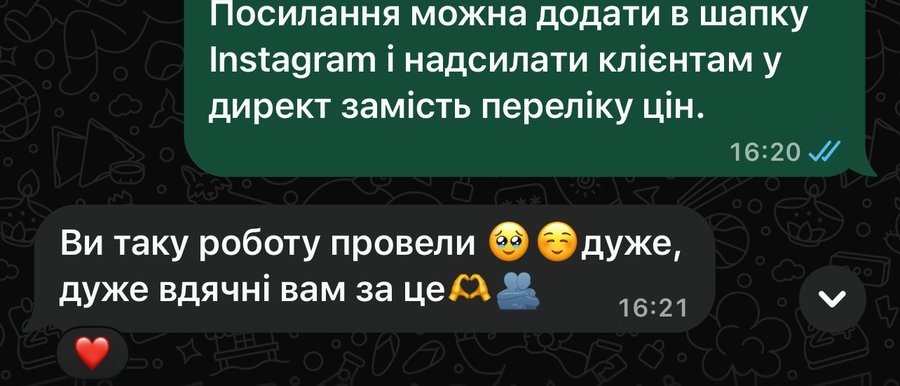 Посилання можна додати в шапку
Instagram і надсилати клієнтам у
директ замість переліку цін.
16:20
Ви таку роботу провели 🥹☺️дуже,
дуже вдячні вам за це🫶🫂
16:21
❤️